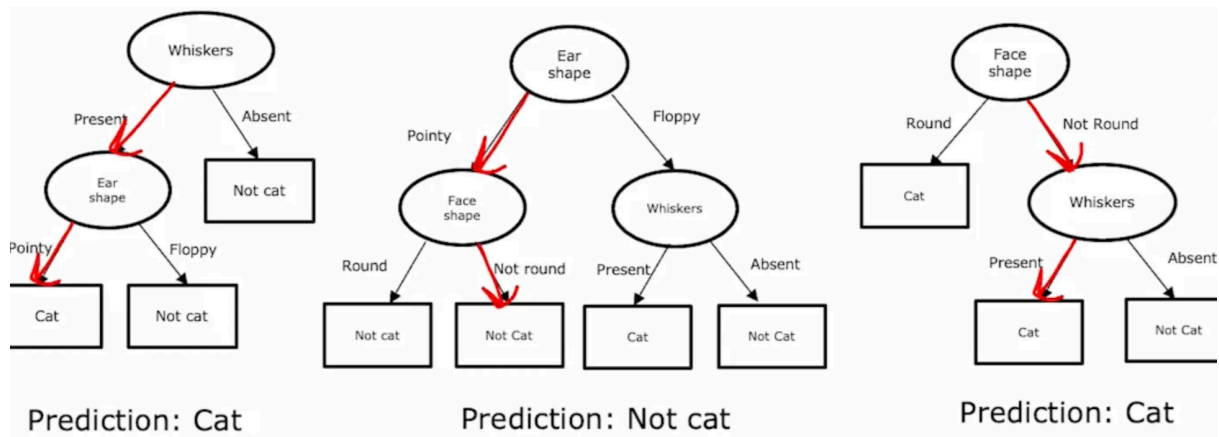 Whiskers
Present
Absent
Ear
shape
Not cat
Pointy
Floppy
Cat
Not cat
Prediction: Cat
Ear
shape
Pointy
Floppy
Face
shape
Whiskers
Round
Not round
Present
Absent
Not cat
Not Cat
Cat
Not Cat
Prediction: Not cat
Face
shape
Round
Not Round
Cat
Whiskers
Present
Absent
Cat
Not Cat
Prediction: Cat